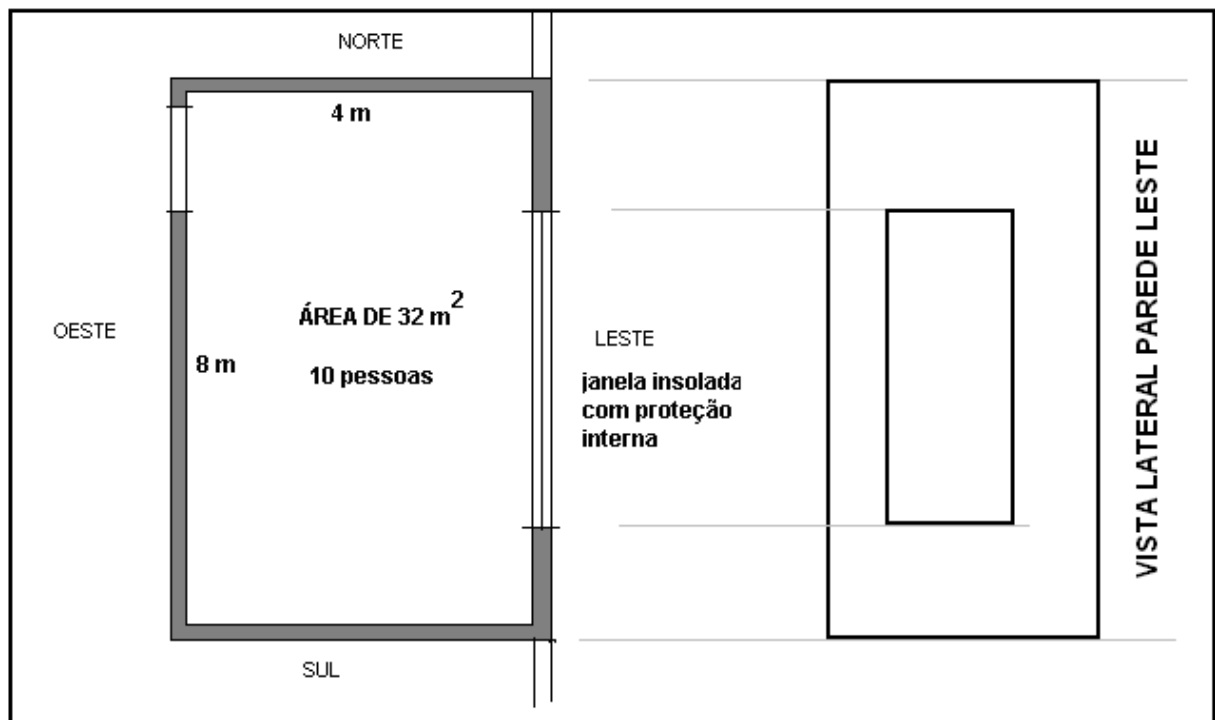 NORTE
4 m
OESTE
8 m
ÁREA DE 32 m²
10 pessoas
LESTE
janela insolada
com proteção
interna
SUL
VISTA LATERAL PAREDE LESTE